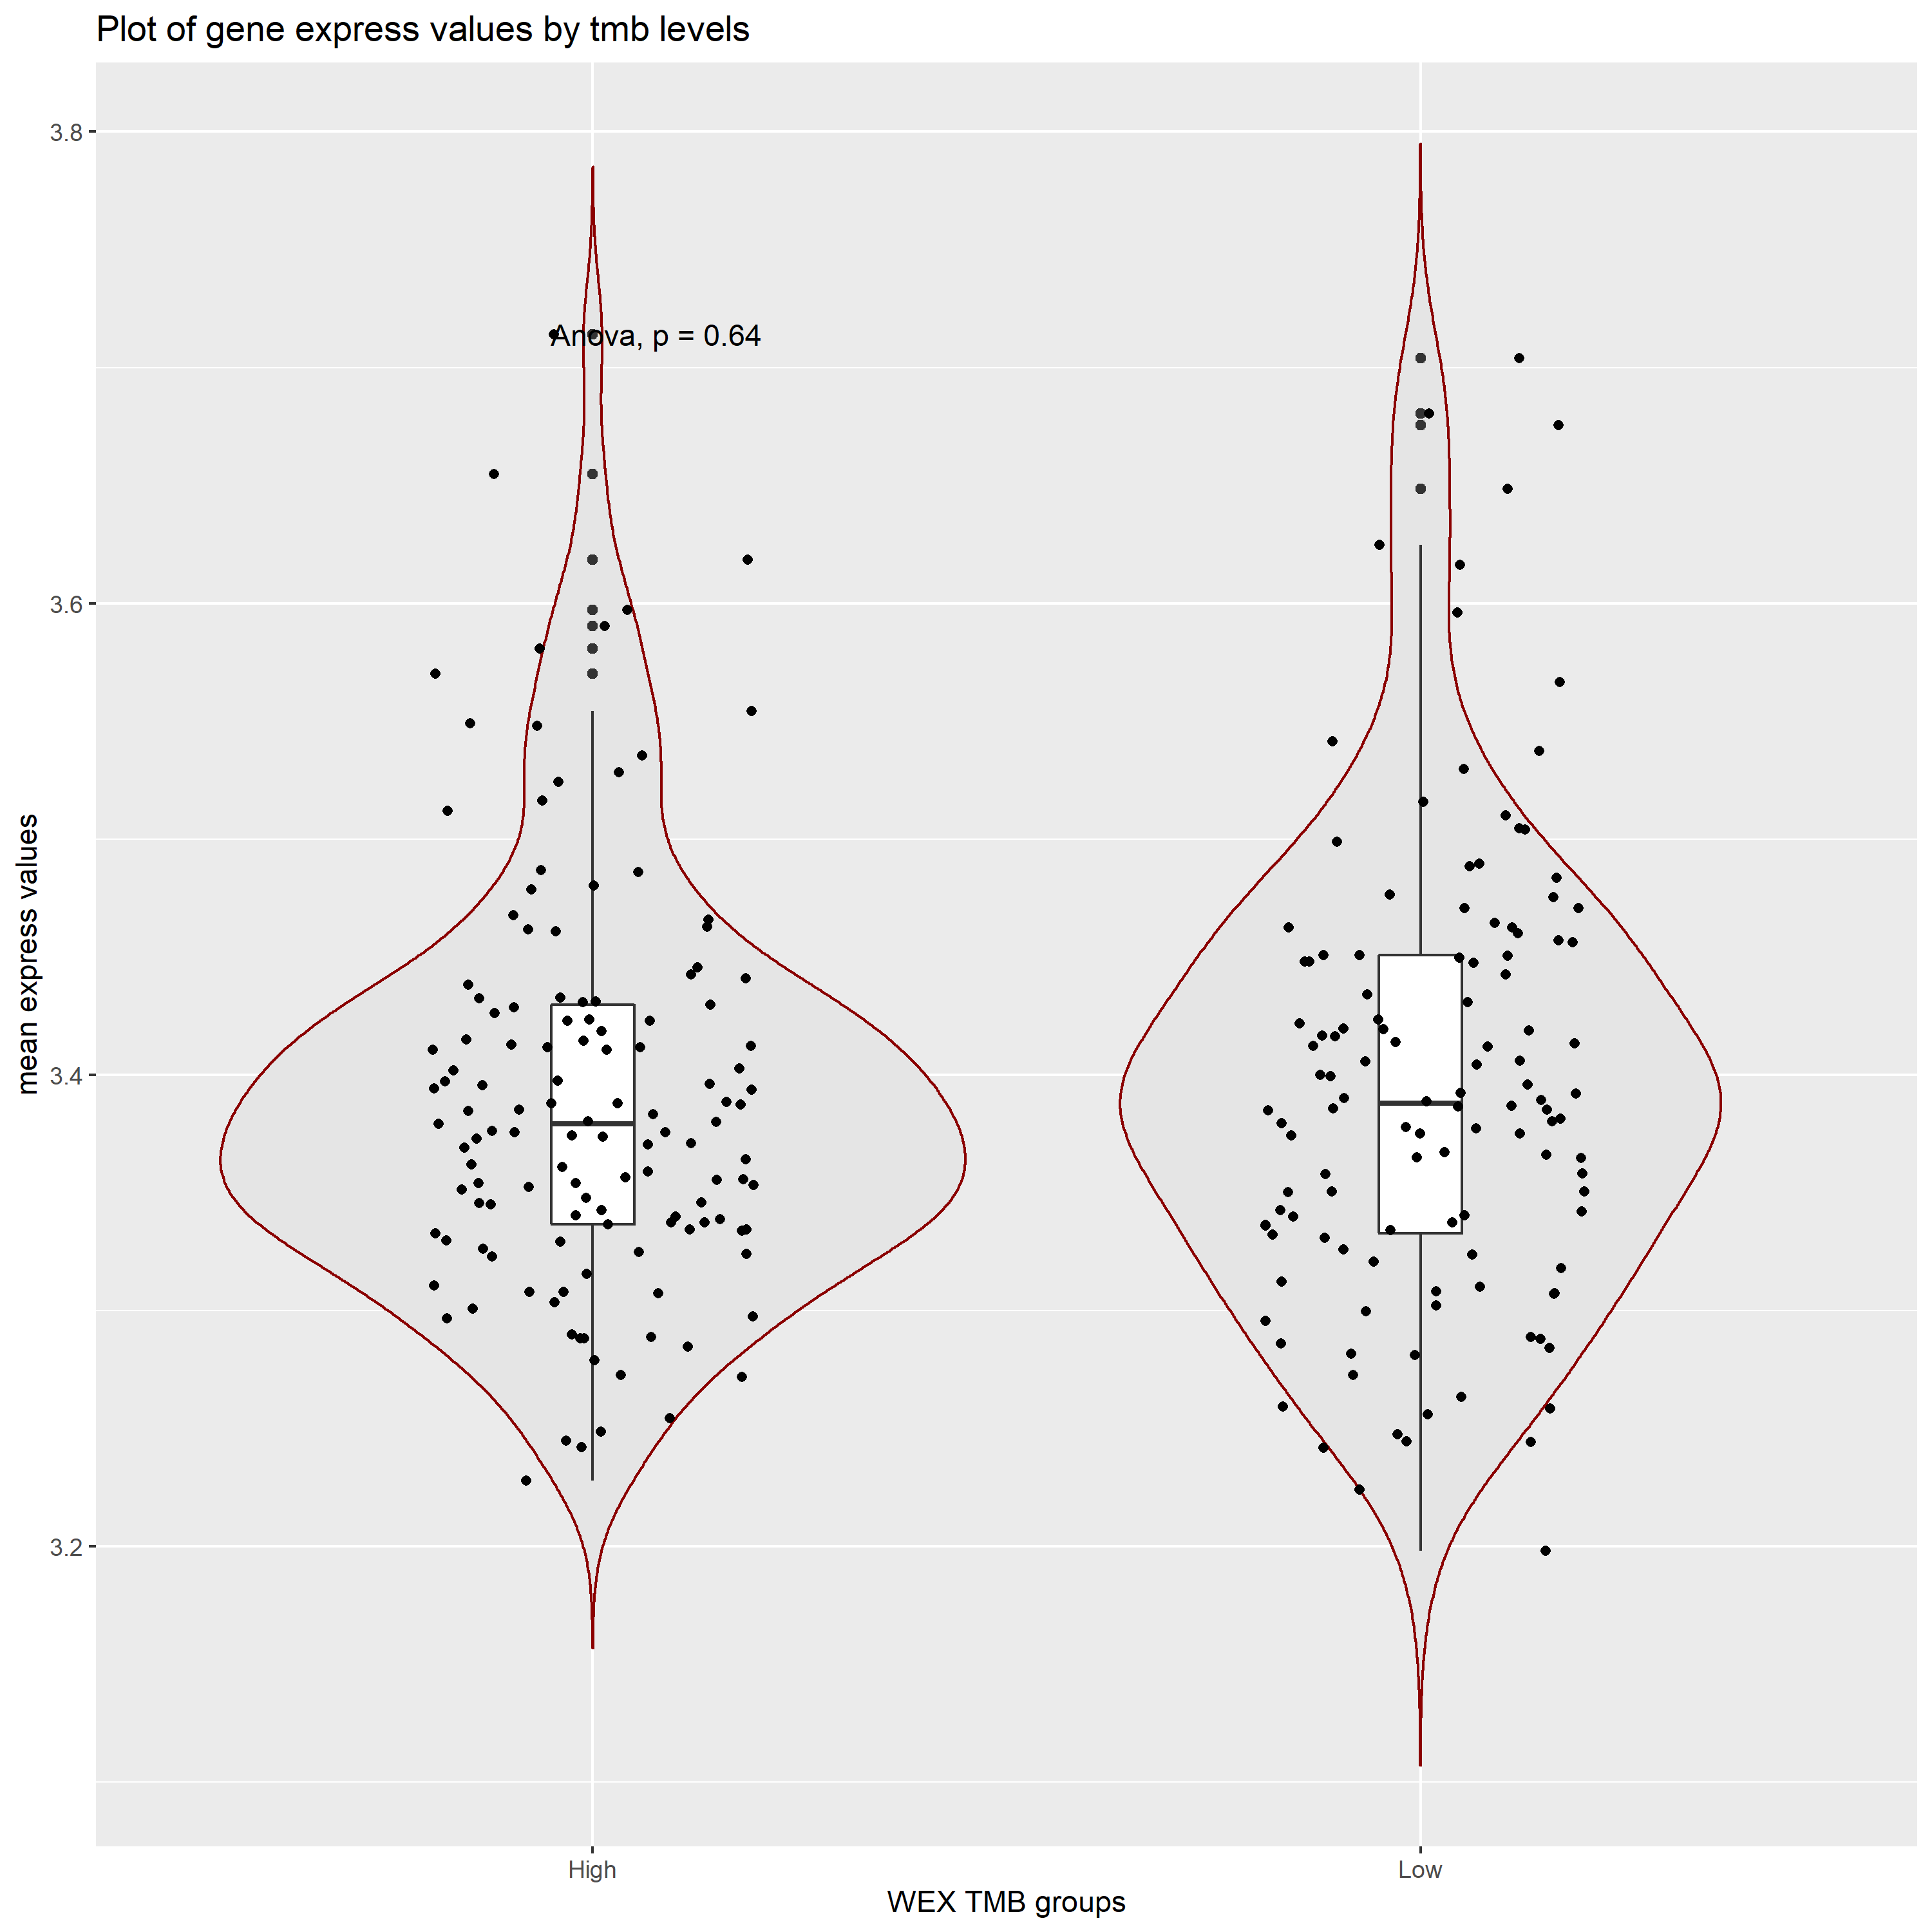 Plot of gene express values by tmb levels
3.8
Anova, p = 0.64
3.6
mean express values
3.4
3.2
High
Low
WEX TMB groups